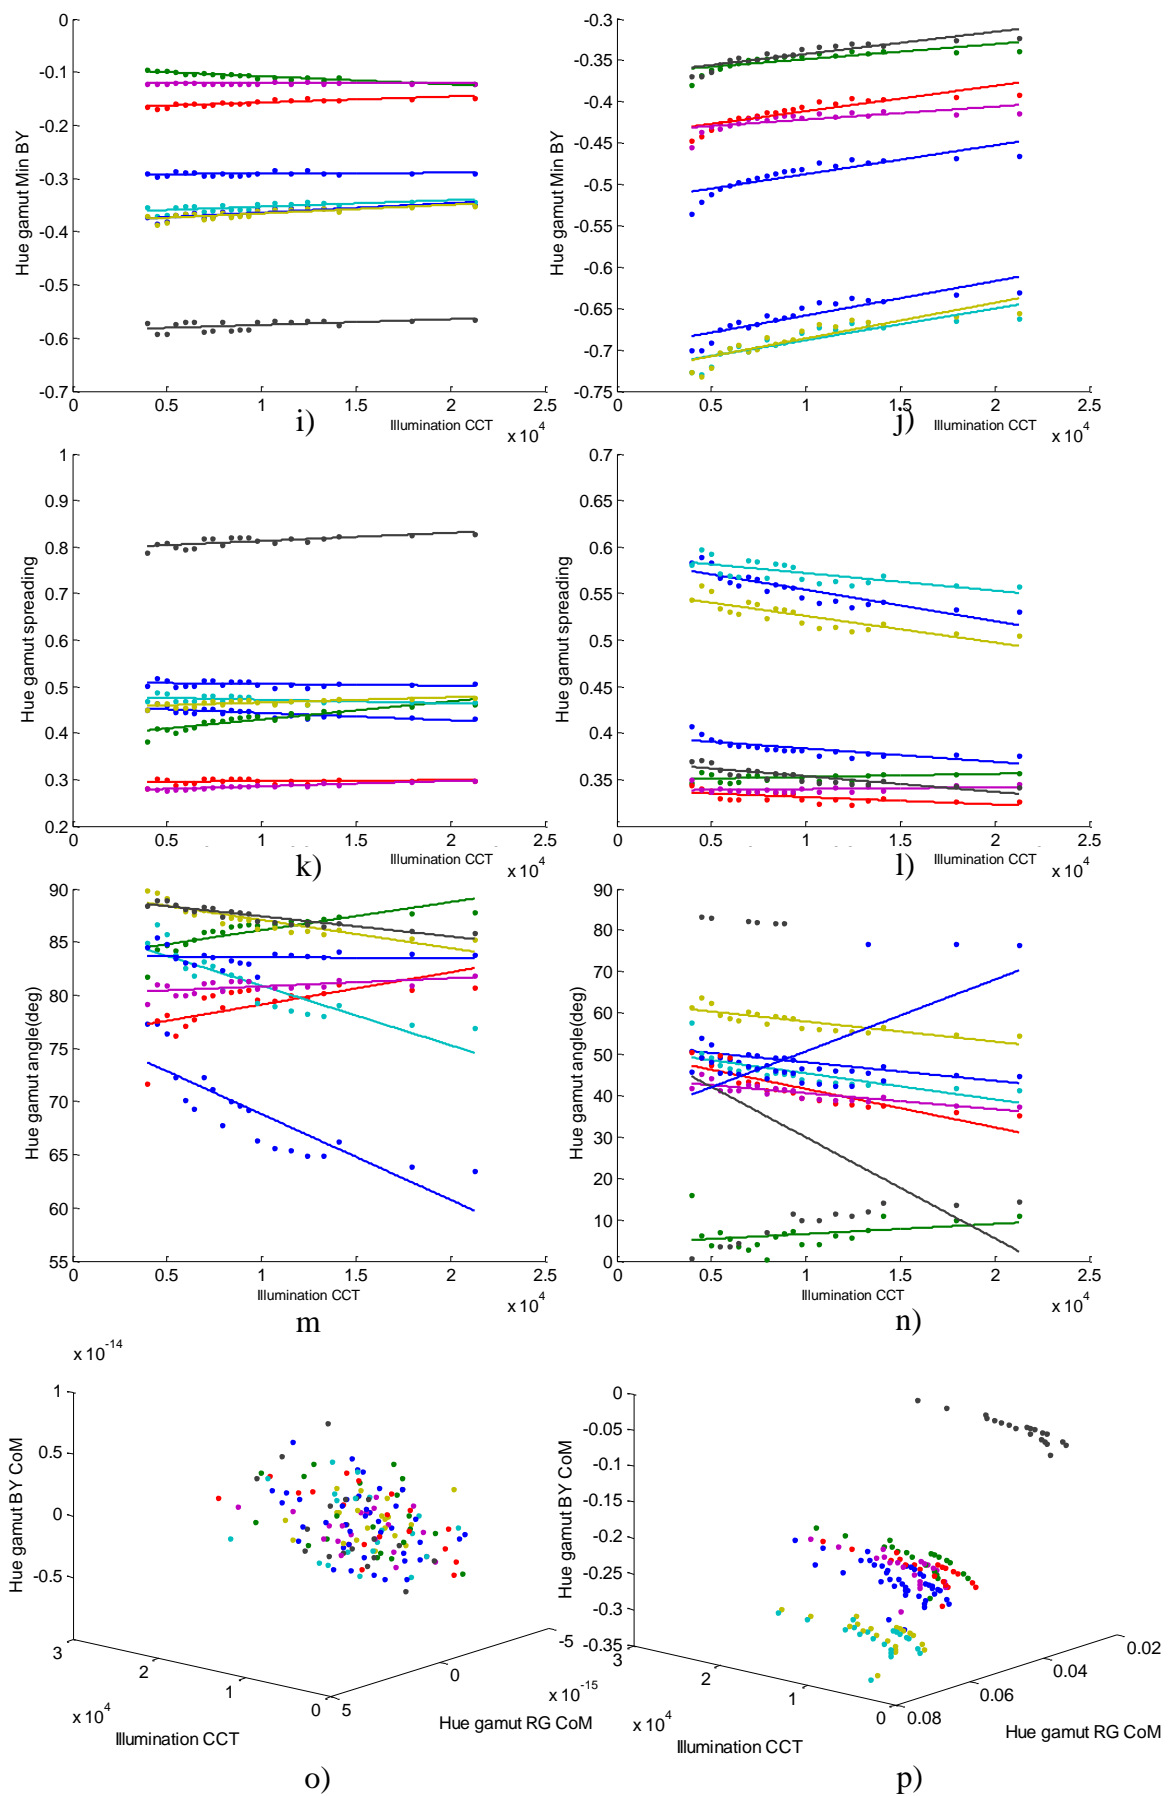 0
-0.1
-0.2
-0.3
-0.4
-0.5
-0.6
-0.7
0 0.5 1 1.5 2 2.5
Hue gamut Min BY
Illumination CCT
x 10^4
i)
-0.3
-0.35
-0.4
-0.45
-0.5
-0.55
-0.6
-0.65
-0.7
-0.75
0 0.5 1 1.5 2 2.5
Hue gamut Min BY
Illumination CCT
x 10^4
j)
1
0.9
0.8
0.7
0.6
0.5
0.4
0.3
0.2
0 0.5 1 1.5 2 2.5
Hue gamut spreading
Illumination CCT
x 10^4
k)
0.7
0.65
0.6
0.55
0.5
0.45
0.4
0.35
0 0.5 1 1.5 2 2.5
Hue gamut spreading
Illumination CCT
x 10^4
l)
90
85
80
75
70
65
60
55
0 0.5 1 1.5 2 2.5
Hue gamut angle(deg)
Illumination CCT
x 10^4
m
90
80
70
60
50
40
30
20
10
0
0 0.5 1 1.5 2 2.5
Hue gamut angle(deg)
Illumination CCT
x 10^4
n)
x 10^-14
1
0.5
0
-0.5
Hue gamut BY CoM
3
2
1
0
x 10^4
Illumination CCT
-5
0
5
x 10^-15
Hue gamut RG CoM
o)
0
-0.05
-0.1
-0.15
-0.2
-0.25
-0.3
-0.35
Hue gamut BY CoM
3
2
1
0
x 10^4
Illumination CCT
0.02
0.04
0.06
0.08
Hue gamut RG CoM
p)